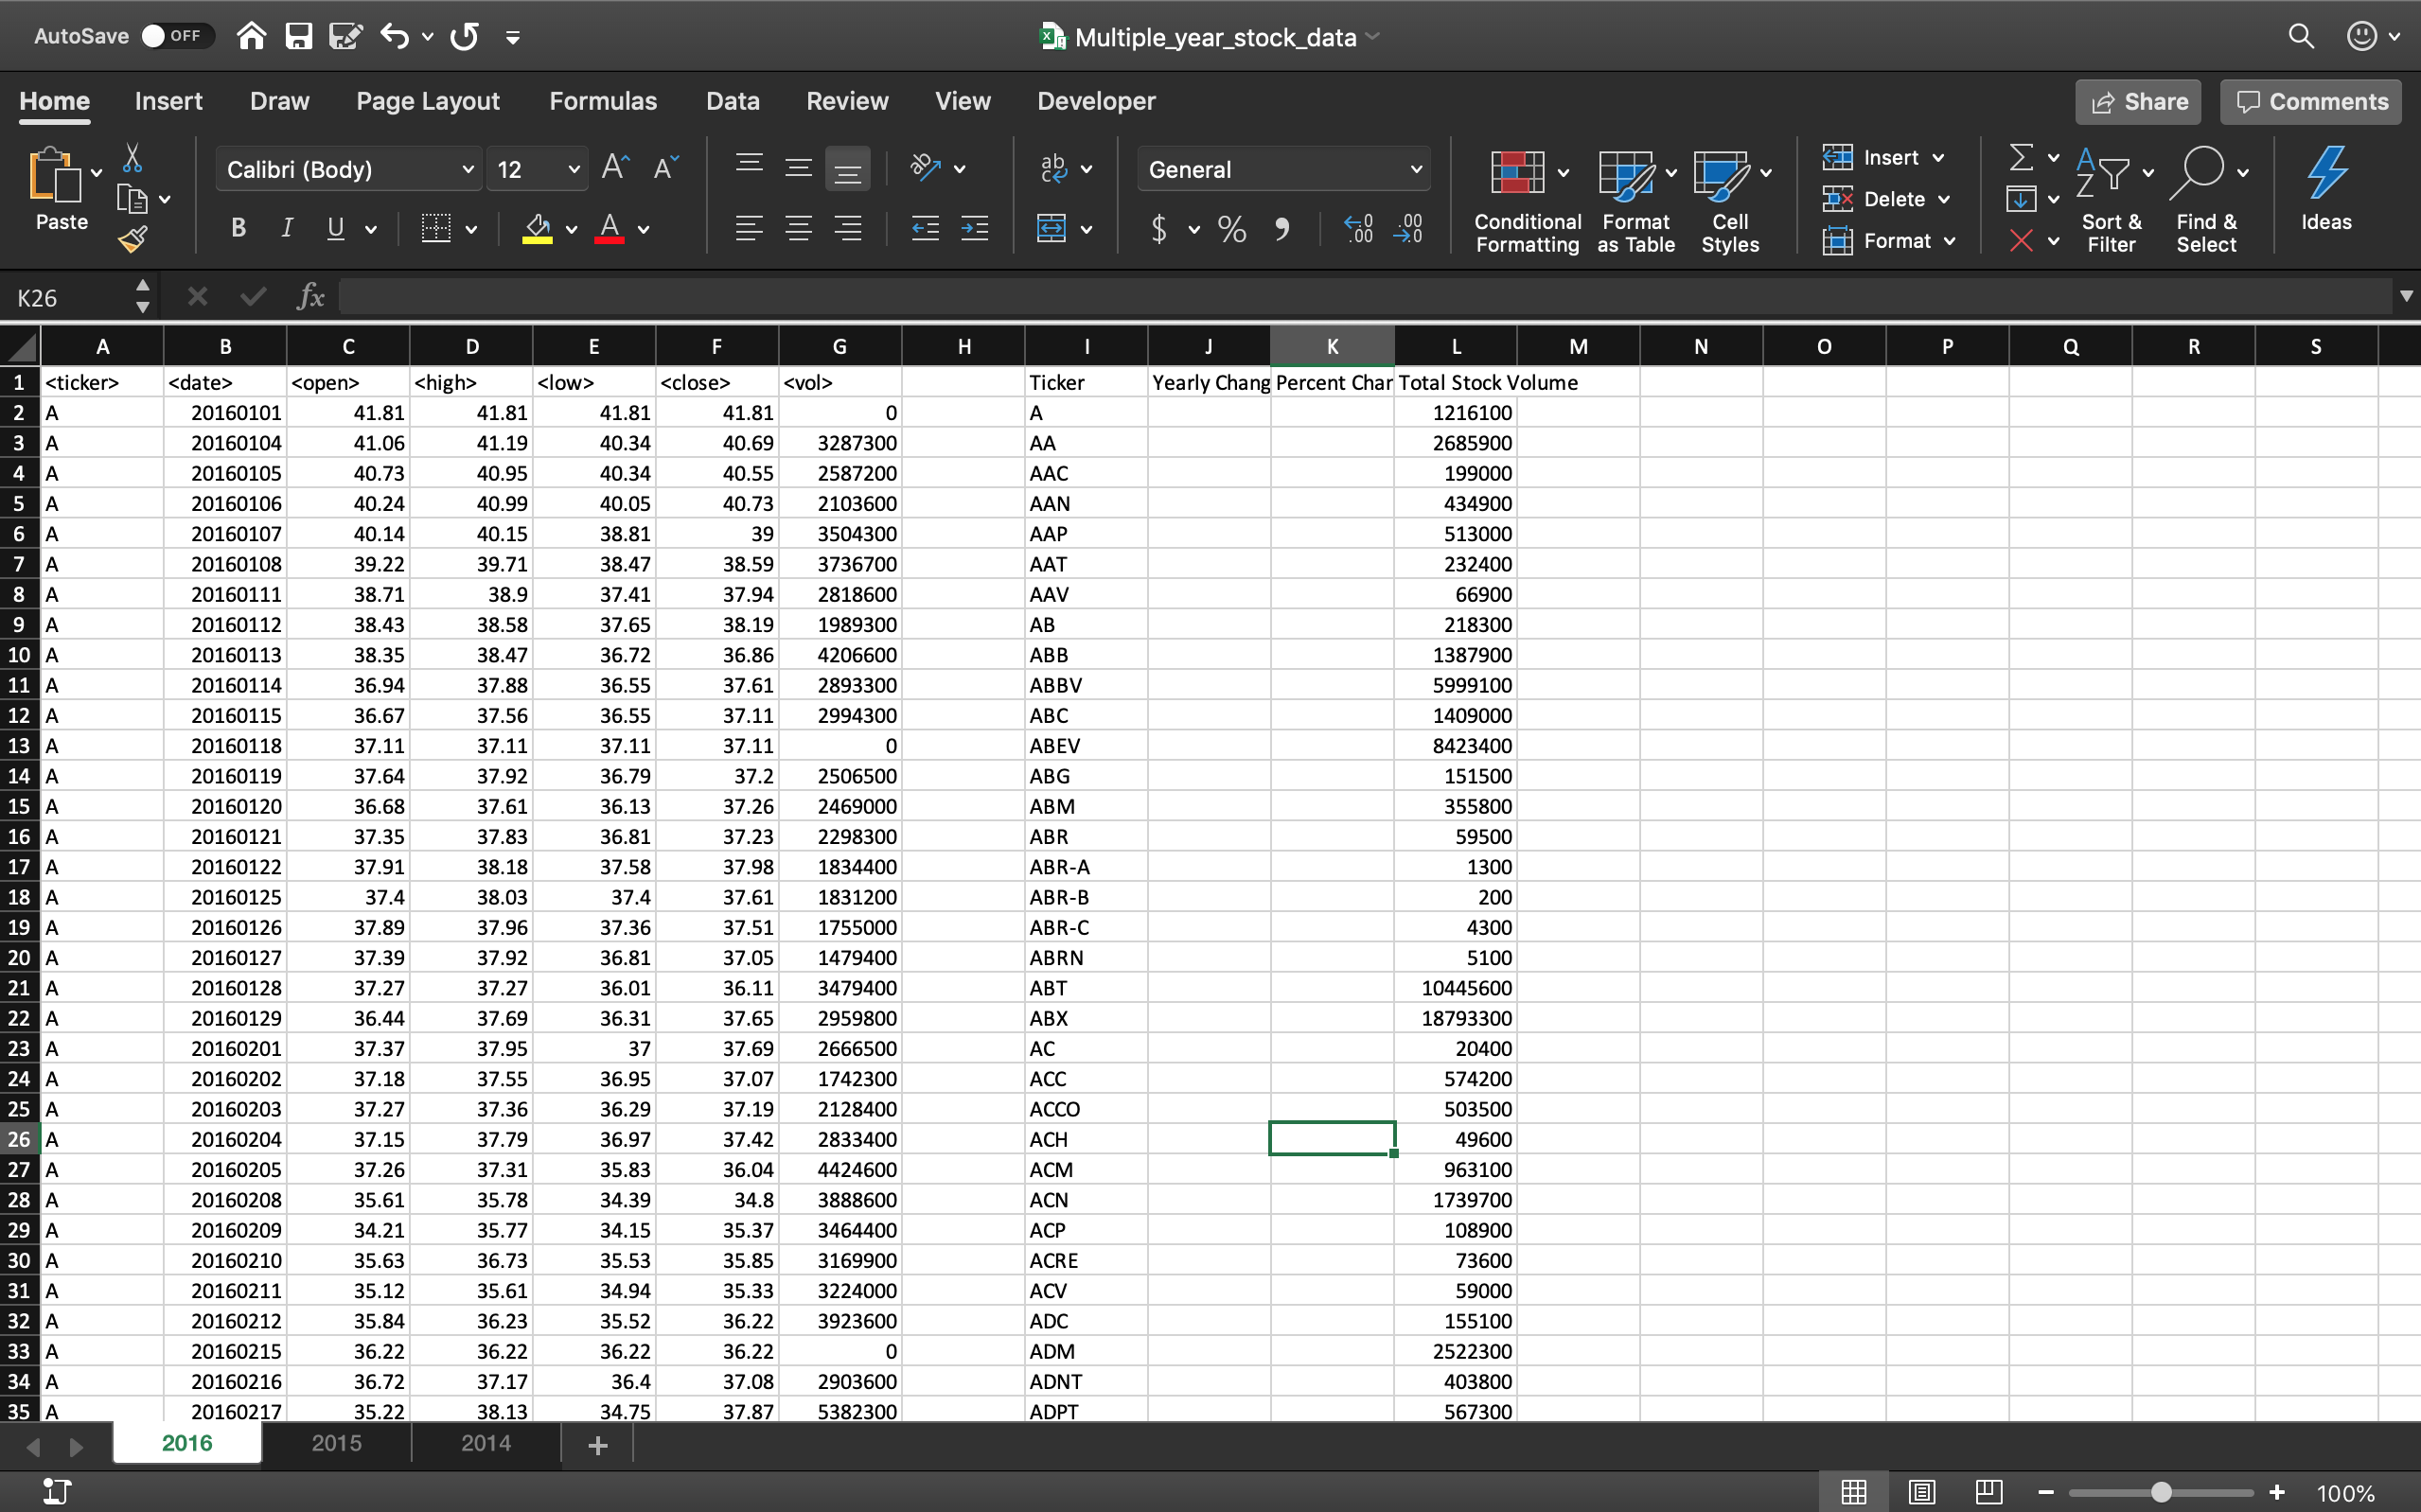 AutoSave OFF Multiple_year_stock_data
Home Insert Draw Page Layout Formulas Data Review View Developer Share Comments
Paste Calibri (Body) 12 General Conditional Formatting Format as Table Cell Styles Insert Delete Format Sort & Filter Find & Select Ideas
K26 fx
A B C D E F G H I J K L M N O P Q R S
1 <ticker> <date> <open> <high> <low> <close> <vol> Ticker Yearly Chang Percent Char Total Stock Volume
2 A 20160101 41.81 41.81 41.81 41.81 0 A 1216100
3 A 20160104 41.06 41.19 40.34 40.69 3287300 AA 2685900
4 A 20160105 40.73 40.95 40.34 40.55 2587200 AAC 199000
5 A 20160106 40.24 40.99 40.05 40.73 2103600 AAN 434900
6 A 20160107 40.14 40.15 38.81 39 3504300 AAP 513000
7 A 20160108 39.22 39.71 38.47 38.59 3736700 AAT 232400
8 A 20160111 38.71 38.9 37.41 37.94 2818600 AAV 66900
9 A 20160112 38.43 38.58 37.65 38.19 1989300 AB 218300
10 A 20160113 38.35 38.47 36.72 36.86 4206600 ABB 1387900
11 A 20160114 36.94 37.88 36.55 37.61 2893300 ABBV 5999100
12 A 20160115 36.67 37.56 36.55 37.11 2994300 ABC 1409000
13 A 20160118 37.11 37.11 37.11 37.11 0 ABEV 8423400
14 A 20160119 37.64 37.92 36.79 37.2 2506500 ABG 151500
15 A 20160120 36.68 37.61 36.13 37.26 2469000 ABM 355800
16 A 20160121 37.35 37.83 36.81 37.23 2298300 ABR 59500
17 A 20160122 37.91 38.18 37.58 37.98 1834400 ABR-A 1300
18 A 20160125 37.4 38.03 37.4 37.61 1831200 ABR-B 200
19 A 20160126 37.89 37.96 37.36 37.51 1755000 ABR-C 4300
20 A 20160127 37.39 37.92 36.81 37.05 1479400 ABRN 5100
21 A 20160128 37.27 37.27 36.01 36.11 3479400 ABT 10445600
22 A 20160129 36.44 37.69 36.31 37.65 2959800 ABX 18793300
23 A 20160201 37.37 37.95 37 37.69 2666500 AC 20400
24 A 20160202 37.18 37.55 36.95 37.07 1742300 ACC 574200
25 A 20160203 37.27 37.36 36.29 37.19 2128400 ACCO 503500
26 A 20160204 37.15 37.79 36.97 37.42 2833400 ACH 49600
27 A 20160205 37.26 37.31 35.83 36.04 4424600 ACM 963100
28 A 20160208 35.61 35.78 34.39 34.8 3888600 ACN 1739700
29 A 20160209 34.21 35.77 34.15 35.37 3464400 ACP 108900
30 A 20160210 35.63 36.73 35.53 35.85 3169900 ACRE 73600
31 A 20160211 35.12 35.61 34.94 35.33 3224000 ACV 59000
32 A 20160212 35.84 36.23 35.52 36.22 3923600 ADC 155100
33 A 20160215 36.22 36.22 36.22 36.22 0 ADM 2522300
34 A 20160216 36.72 37.17 36.4 37.08 2903600 ADNT 403800
35 A 20160217 35.22 38.13 34.75 37.87 5382300 ADPT 567300
2016 2015 2014 +
100%